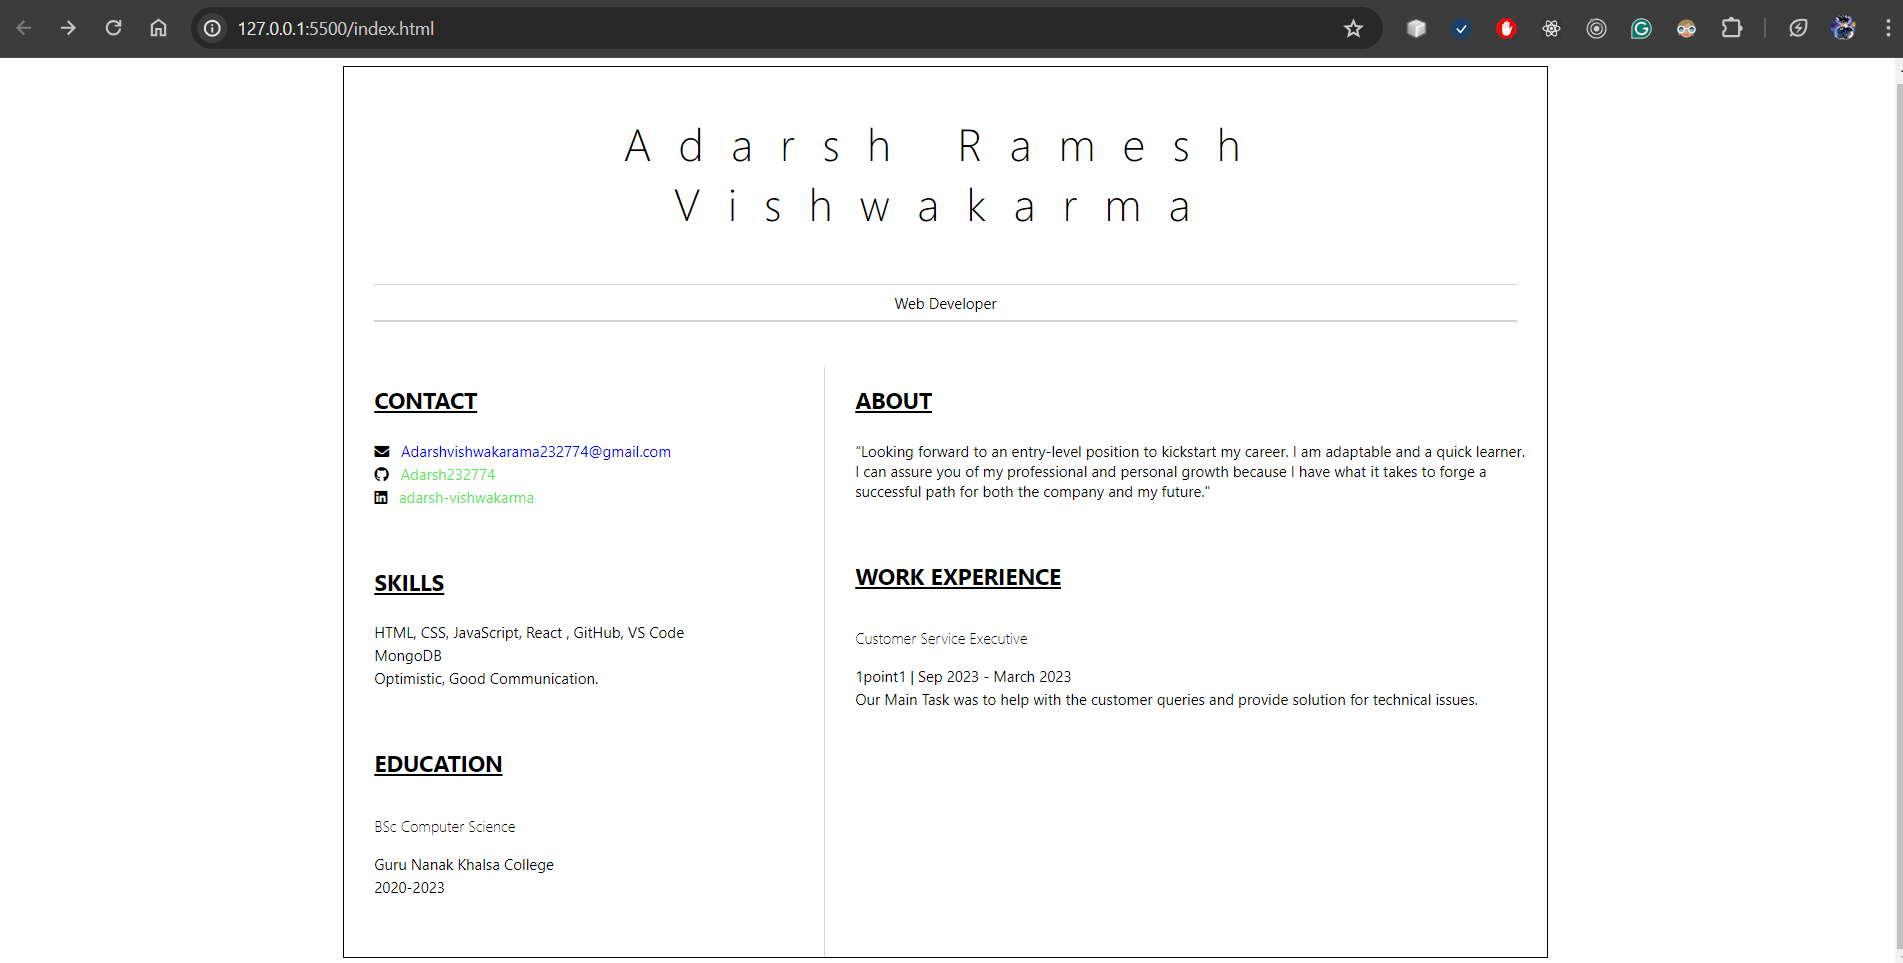 127.0.0.1:5500/index.html
Adarsh Ramesh
Vishwakarma
Web Developer
CONTACT
Adarshvishwakarama232774@gmail.com
Adarsh232774
adarsh-vishwakarma
SKILLS
HTML, CSS, JavaScript, React , GitHub, VS Code
MongoDB
Optimistic, Good Communication.
EDUCATION
BSc Computer Science
Guru Nanak Khalsa College
2020-2023
ABOUT
“Looking forward to an entry-level position to kickstart my career. I am adaptable and a quick learner.
I can assure you of my professional and personal growth because I have what it takes to forge a
successful path for both the company and my future."
WORK EXPERIENCE
Customer Service Executive
1point1 | Sep 2023 - March 2023
Our Main Task was to help with the customer queries and provide solution for technical issues.